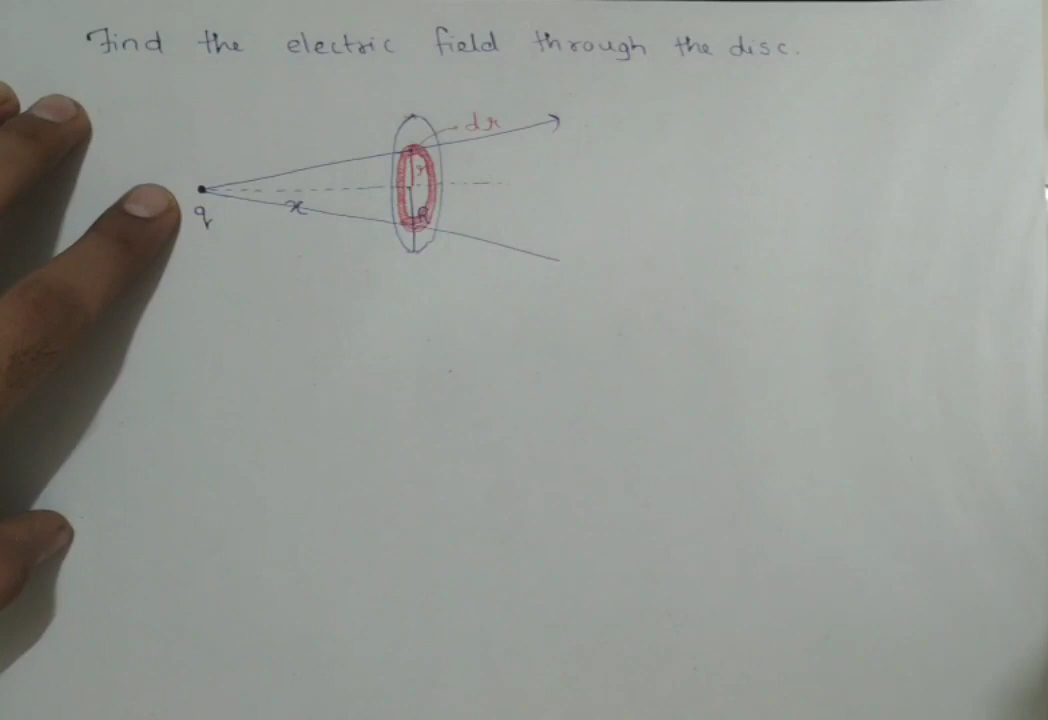 Find the electric field through the disc.
dr
r
x
R
q